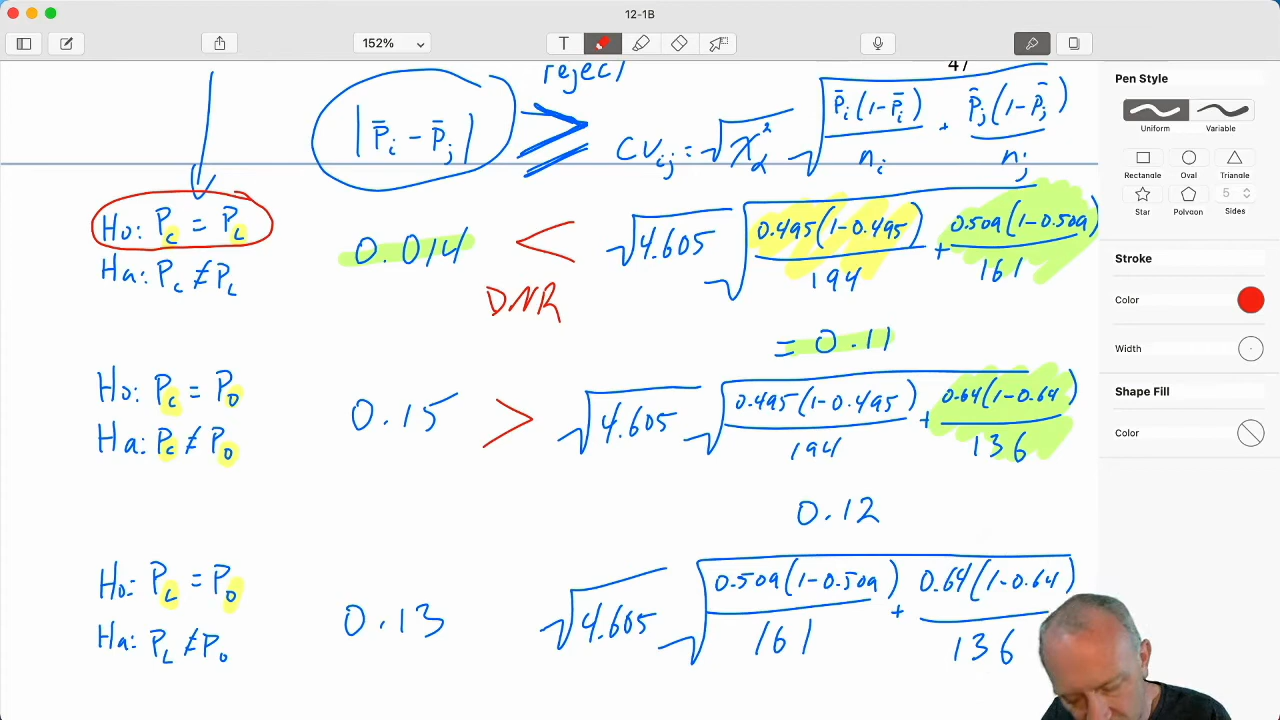 12-1B
152%
T
reject
47
Pen Style
Uniform Variable
Rectangle Oval Triangle
Star Polygon 5 Sides
Stroke
Color
Width
Shape Fill
Color
|P̄i - P̄j| ≥ CVij = √χ²α √P̄i(1-P̄i)/ni + P̄j(1-P̄j)/nj
Ho: Pc = PL 0.014 < √4.605 √0.495(1-0.495)/194 + 0.509(1-0.509)/161
Ha: Pc ≠ PL
DNR
= 0.11
Ho: Pc = Po 0.15 > √4.605 √0.495(1-0.495)/194 + 0.64(1-0.64)/136
Ha: Pc ≠ Po
0.12
Ho: PL = Po 0.13 √4.605 √0.509(1-0.509)/161 + 0.64(1-0.64)/136
Ha: PL ≠ Po